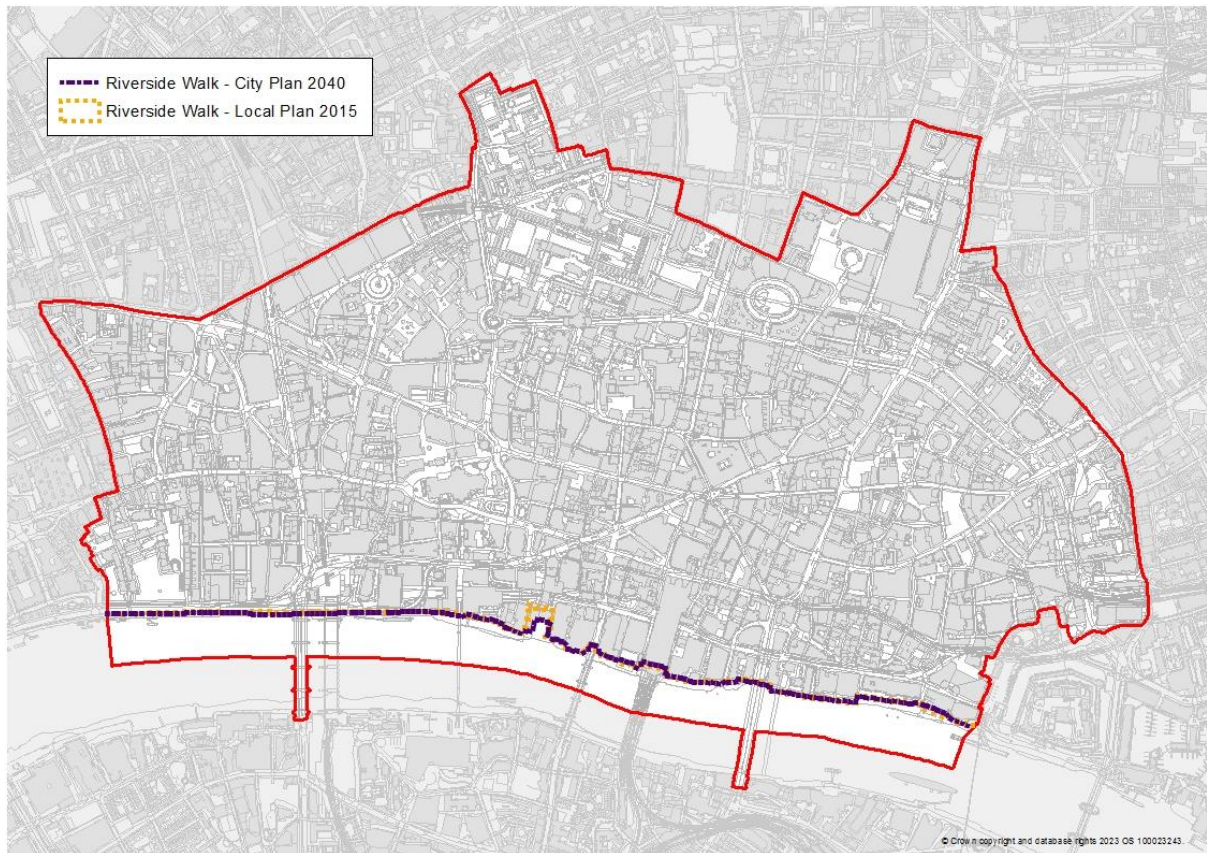 Riverside Walk - City Plan 2040
Riverside Walk - Local Plan 2015
© Crown copyright and database rights 2023 OS 100023243.